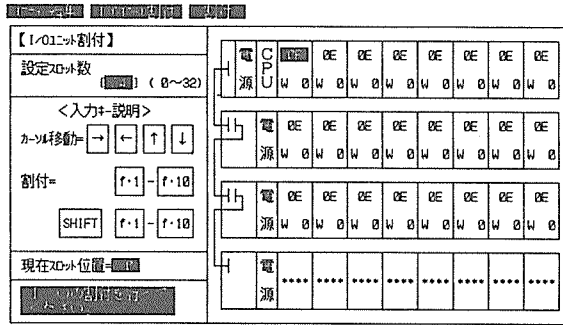 【I/Oユニット割付】
設定スロット数
[ ] ( 0～32)
<入力キー説明>
カーソル移動= → ← ↑ ↓
割付= f・1 - f・10
SHIFT f・1 - f・10
現在スロット位置=
電源 CPU 0E 0E 0E 0E 0E 0E 0E 0E
W 0 W 0 W 0 W 0 W 0 W 0 W 0 W 0
電源 0E 0E 0E 0E 0E 0E 0E 0E
W 0 W 0 W 0 W 0 W 0 W 0 W 0 W 0
電源 0E 0E 0E 0E 0E 0E 0E 0E
W 0 W 0 W 0 W 0 W 0 W 0 W 0 W 0
電源 **** **** **** **** **** **** **** ****